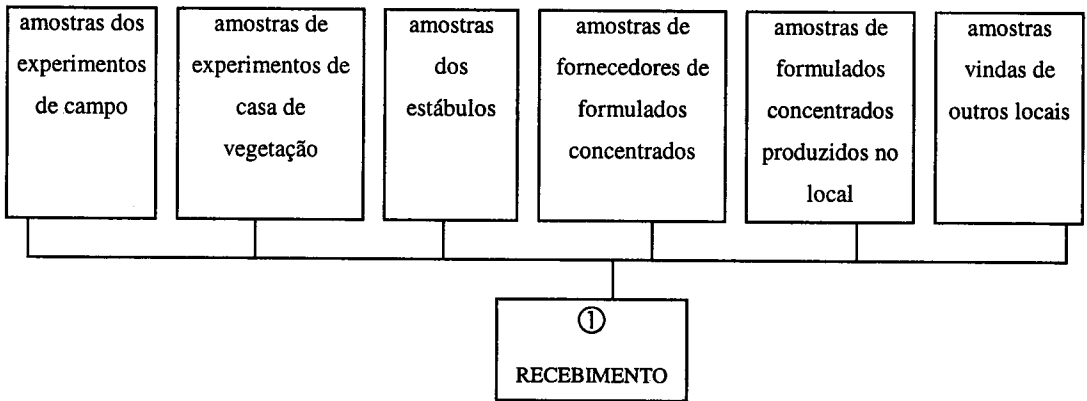 amostras dos
experimentos
de campo
amostras de
experimentos de
casa de
vegetação
amostras
dos
estábulos
amostras de
fornecedores de
formulados
concentrados
amostras de
formulados
concentrados
produzidos no
local
amostras
vindas de
outros locais
①
RECEBIMENTO